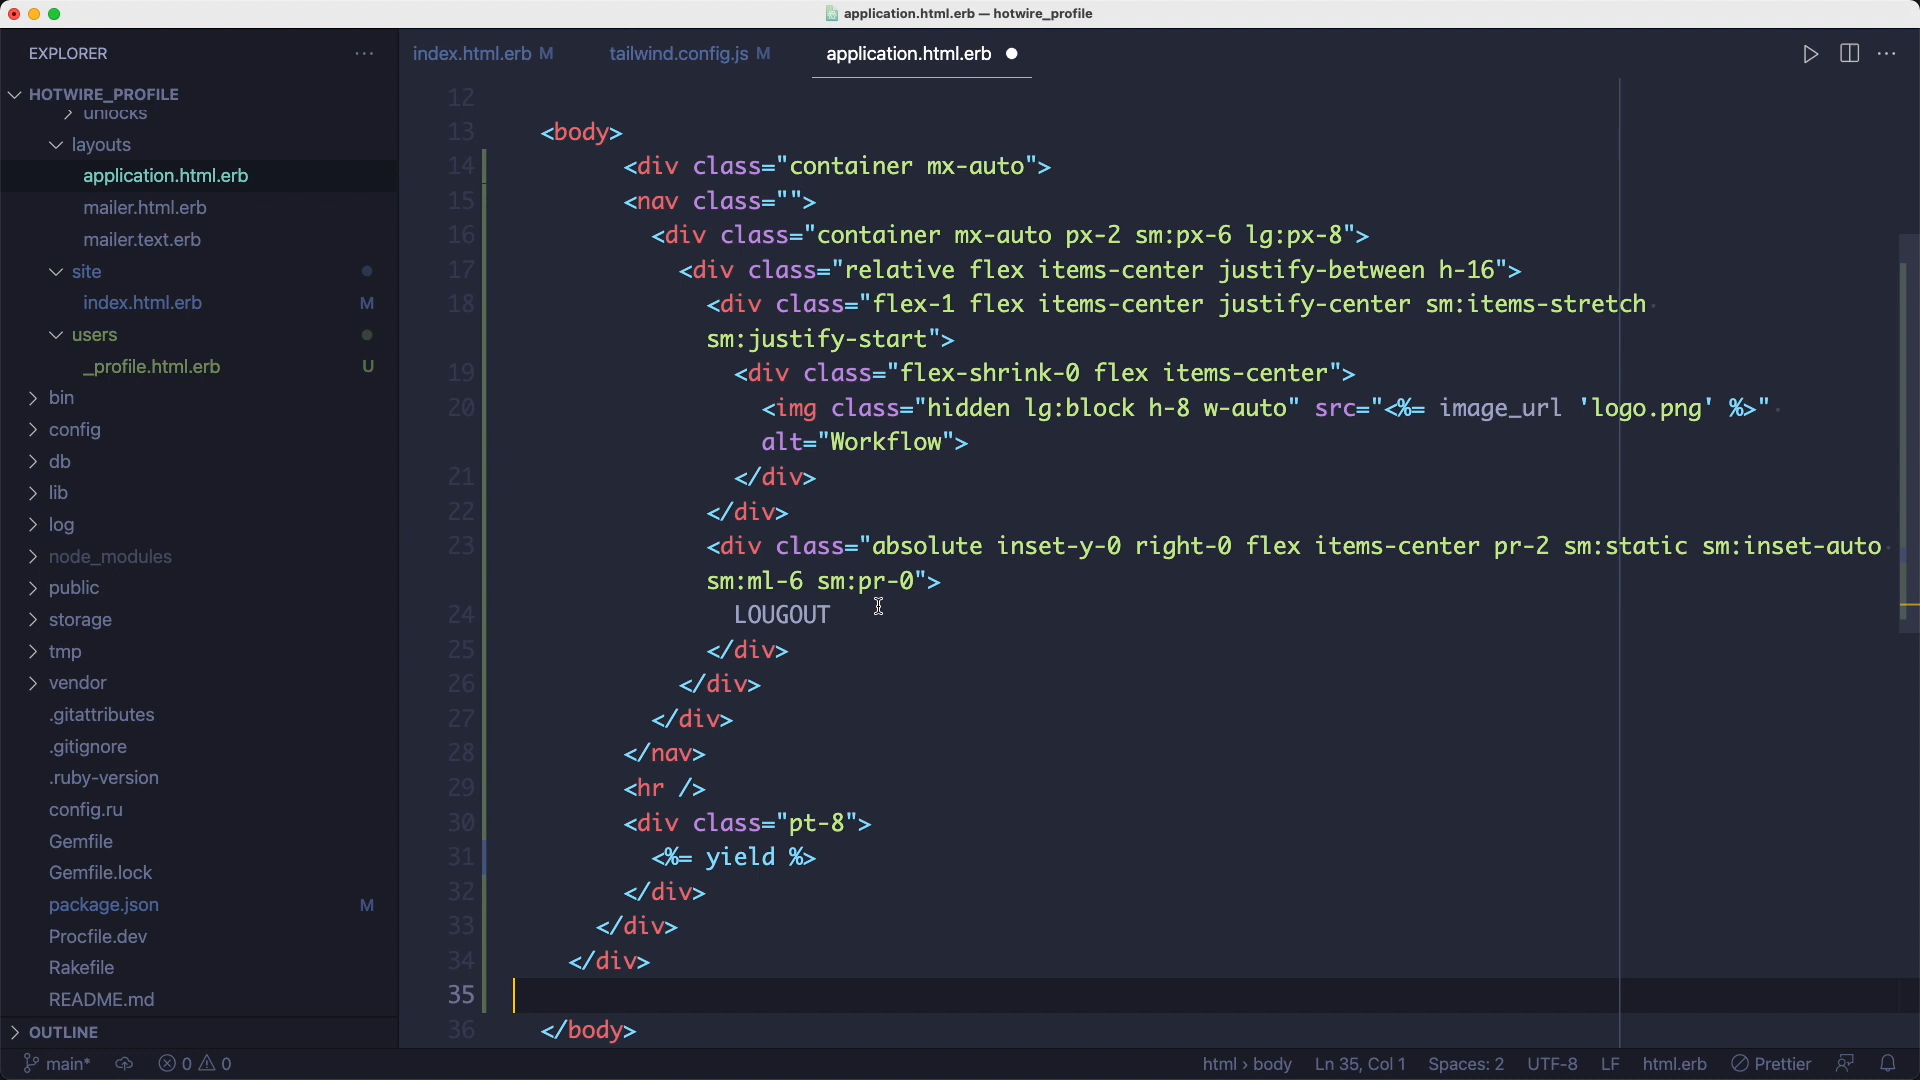 application.html.erb — hotwire_profile
EXPLORER
index.html.erb M
tailwind.config.js M
application.html.erb
HOTWIRE_PROFILE
unlocks
layouts
application.html.erb
mailer.html.erb
mailer.text.erb
site
index.html.erb M
users
_profile.html.erb U
bin
config
db
lib
log
node_modules
public
storage
tmp
vendor
.gitattributes
.gitignore
.ruby-version
config.ru
Gemfile
Gemfile.lock
package.json M
Procfile.dev
Rakefile
README.md
OUTLINE
12
13 <body>
14 <div class="container mx-auto">
15 <nav class="">
16 <div class="container mx-auto px-2 sm:px-6 lg:px-8">
17 <div class="relative flex items-center justify-between h-16">
18 <div class="flex-1 flex items-center justify-center sm:items-stretch
sm:justify-start">
19 <div class="flex-shrink-0 flex items-center">
20 <img class="hidden lg:block h-8 w-auto" src="<%= image_url 'logo.png' %>"
alt="Workflow">
21 </div>
22 </div>
23 <div class="absolute inset-y-0 right-0 flex items-center pr-2 sm:static sm:inset-auto
sm:ml-6 sm:pr-0">
24 LOUGOUT
25 </div>
26 </div>
27 </div>
28 </nav>
29 <hr />
30 <div class="pt-8">
31 <%= yield %>
32 </div>
33 </div>
34 </div>
35
36 </body>
main* 0 0
html › body Ln 35, Col 1 Spaces: 2 UTF-8 LF html.erb Prettier